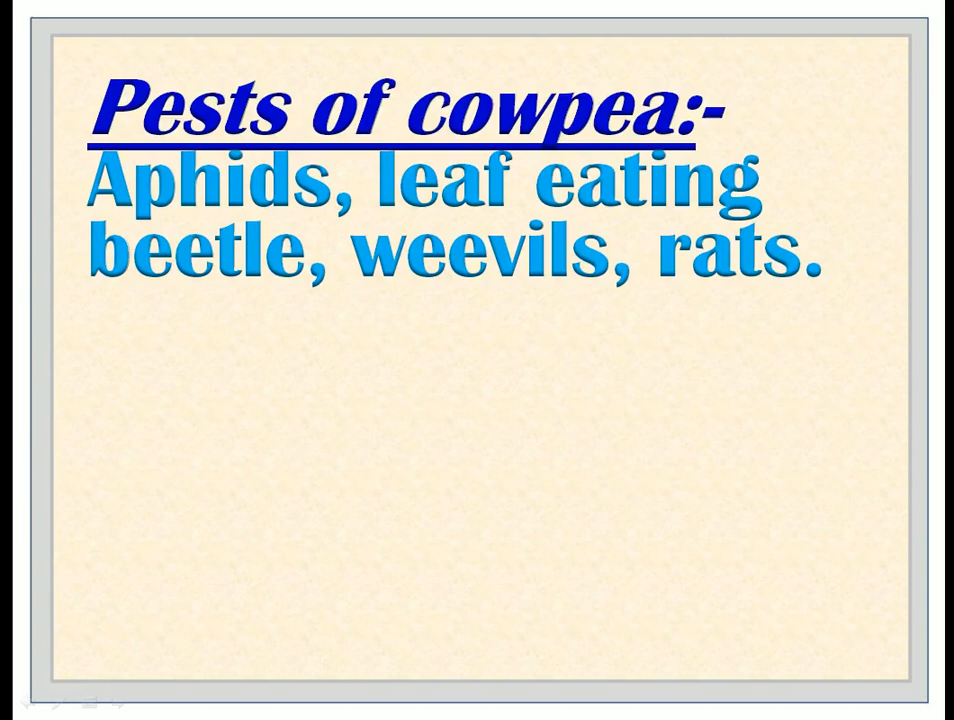 Pests of cowpea:-
Aphids, leaf eating
beetle, weevils, rats.